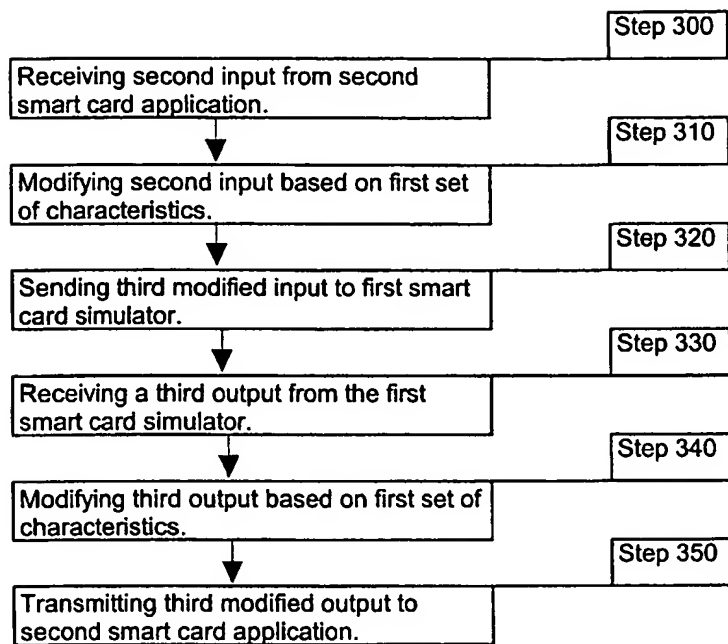 Step 300
Receiving second input from second
smart card application.
Step 310
Modifying second input based on first set
of characteristics.
Step 320
Sending third modified input to first smart
card simulator.
Step 330
Receiving a third output from the first
smart card simulator.
Step 340
Modifying third output based on first set of
characteristics.
Step 350
Transmitting third modified output to
second smart card application.